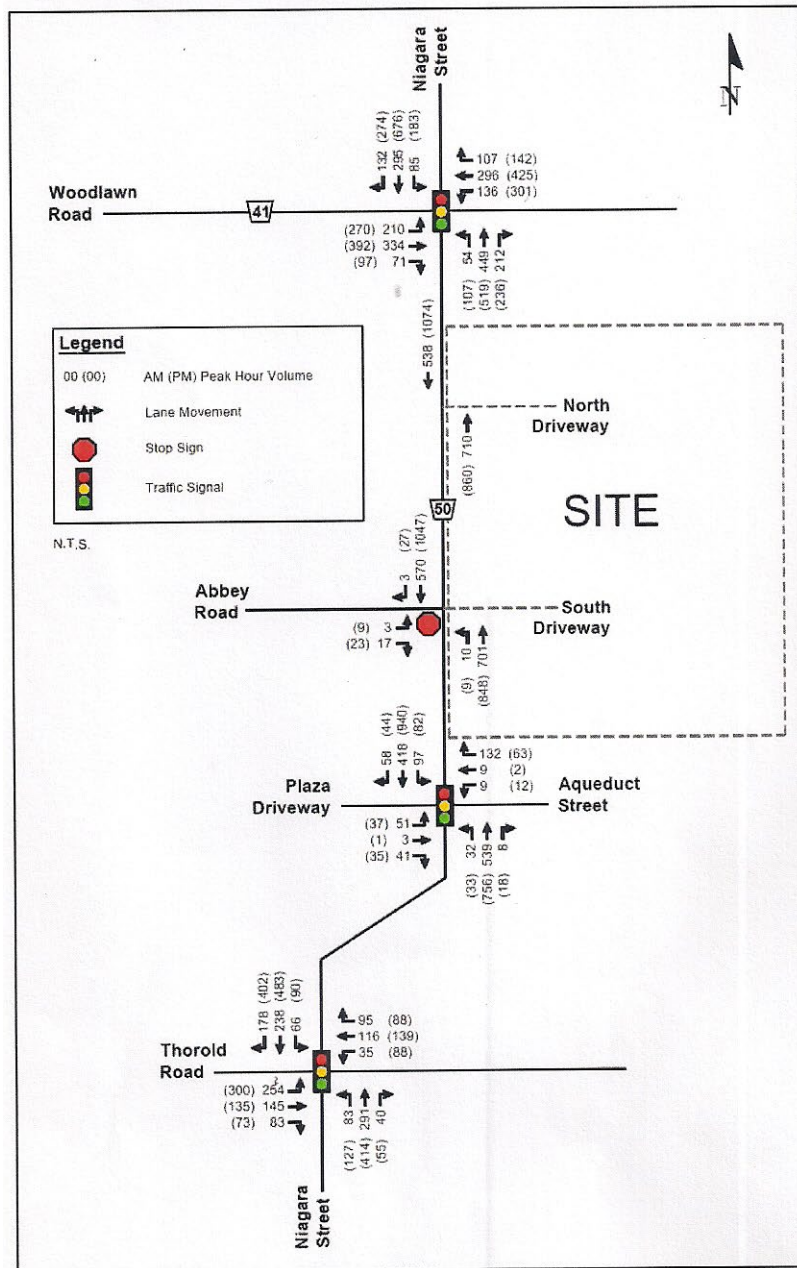 Niagara
Street
N
132 (274)
295 (676)
85 (183)
107 (142)
296 (425)
136 (301)
Woodlawn
Road
41
(270) 210
(392) 334
(97) 71
(107) 54
(519) 449
(236) 212
538 (1074)
Legend
00 (00) AM (PM) Peak Hour Volume
Lane Movement
Stop Sign
Traffic Signal
N.T.S.
North
Driveway
(860) 710
SITE
50
3 (27)
570 (1047)
Abbey
Road
(9) 3
(23) 17
South
Driveway
(9) 10
(848) 701
58 (44)
418 (940)
97 (82)
132 (63)
9 (2)
9 (12)
Plaza
Driveway
Aqueduct
Street
(37) 51
(1) 3
(35) 41
(33) 32
(756) 539
(18) 8
178 (402)
238 (483)
66 (90)
95 (88)
116 (139)
35 (88)
Thorold
Road
(300) 254
(135) 145
(73) 83
(127) 83
(414) 291
(55) 40
Niagara
Street